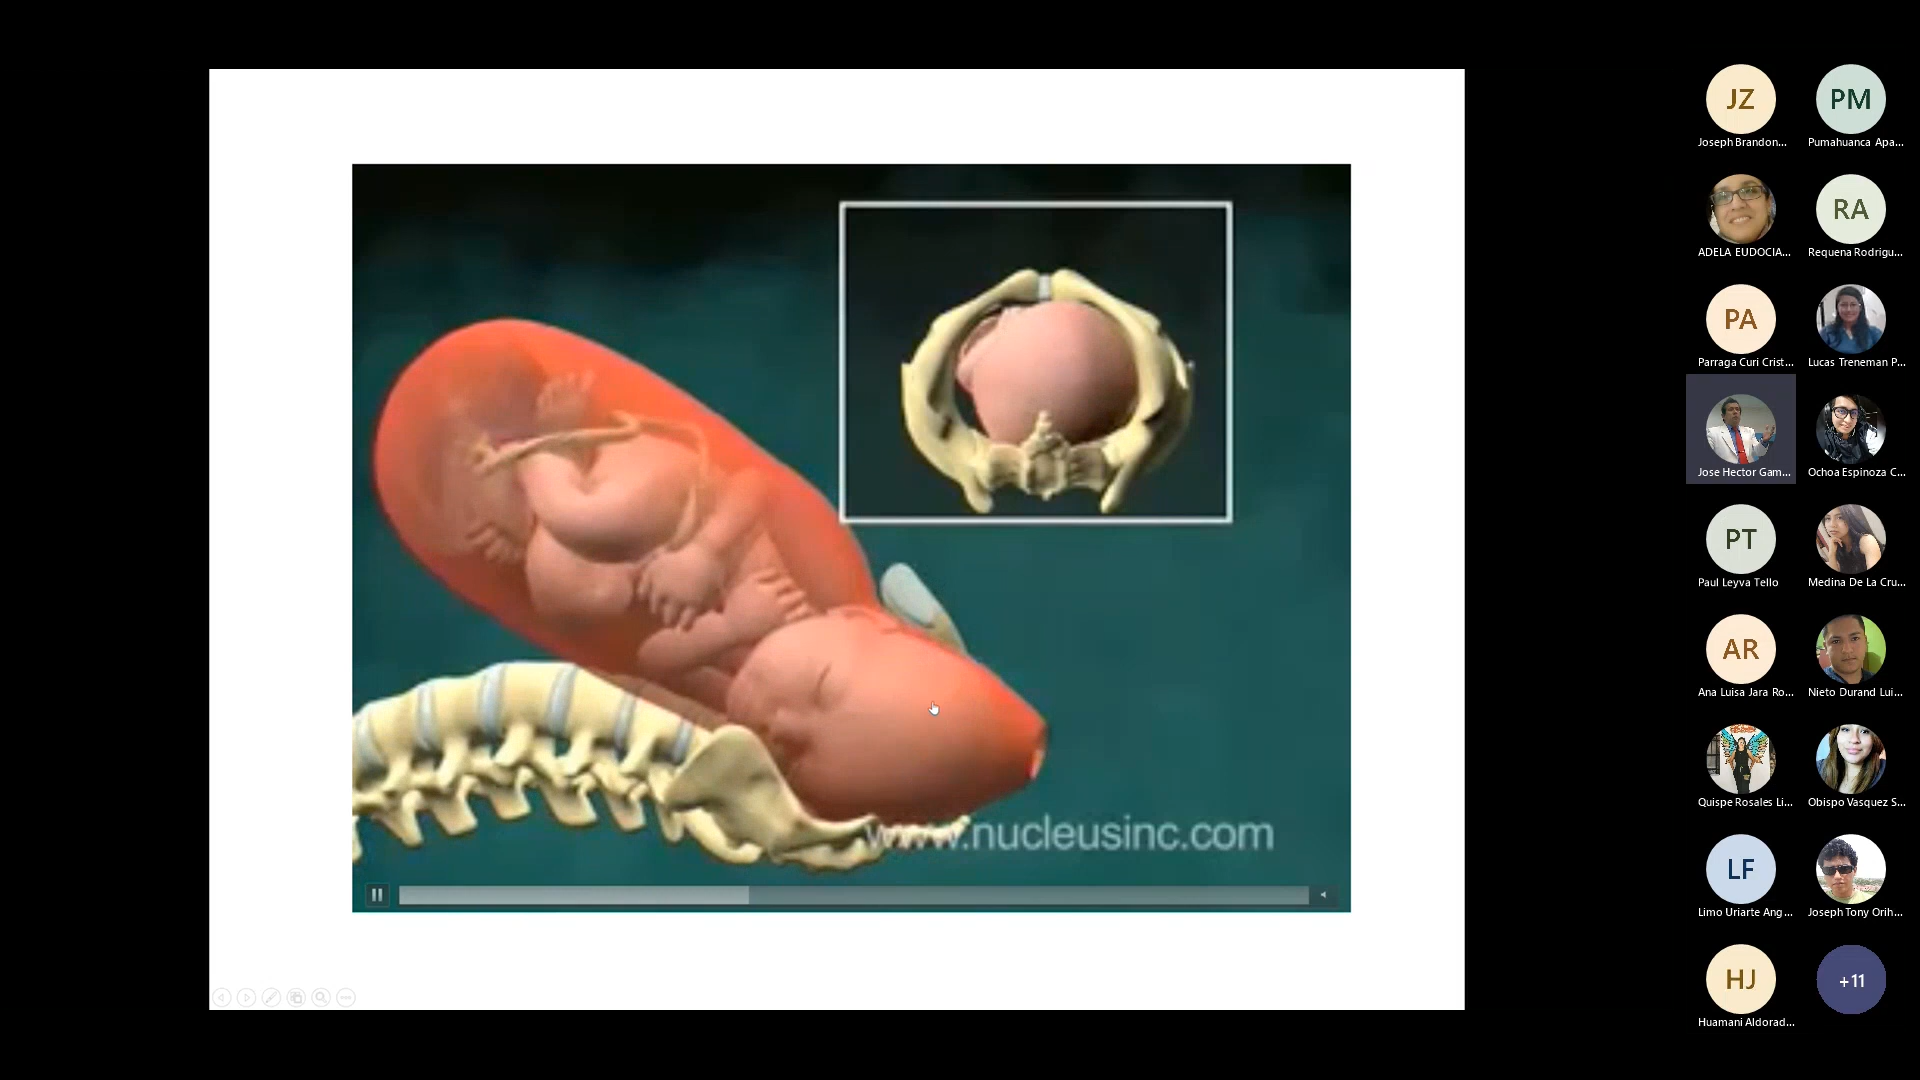 www.nucleusinc.com
JZ
Joseph Brandon...
PM
Pumahuanca Apa...
ADELA EUDOCIA...
RA
Requena Rodrigu...
PA
Parraga Curi Crist...
Lucas Treneman P...
Jose Hector Gam...
Ochoa Espinoza C...
PT
Paul Leyva Tello
Medina De La Cru...
AR
Ana Luisa Jara Ro...
Nieto Durand Lui...
Quispe Rosales Li...
Obispo Vasquez S...
LF
Limo Uriarte Ang...
Joseph Tony Orih...
HJ
Huamani Aldorad...
+11